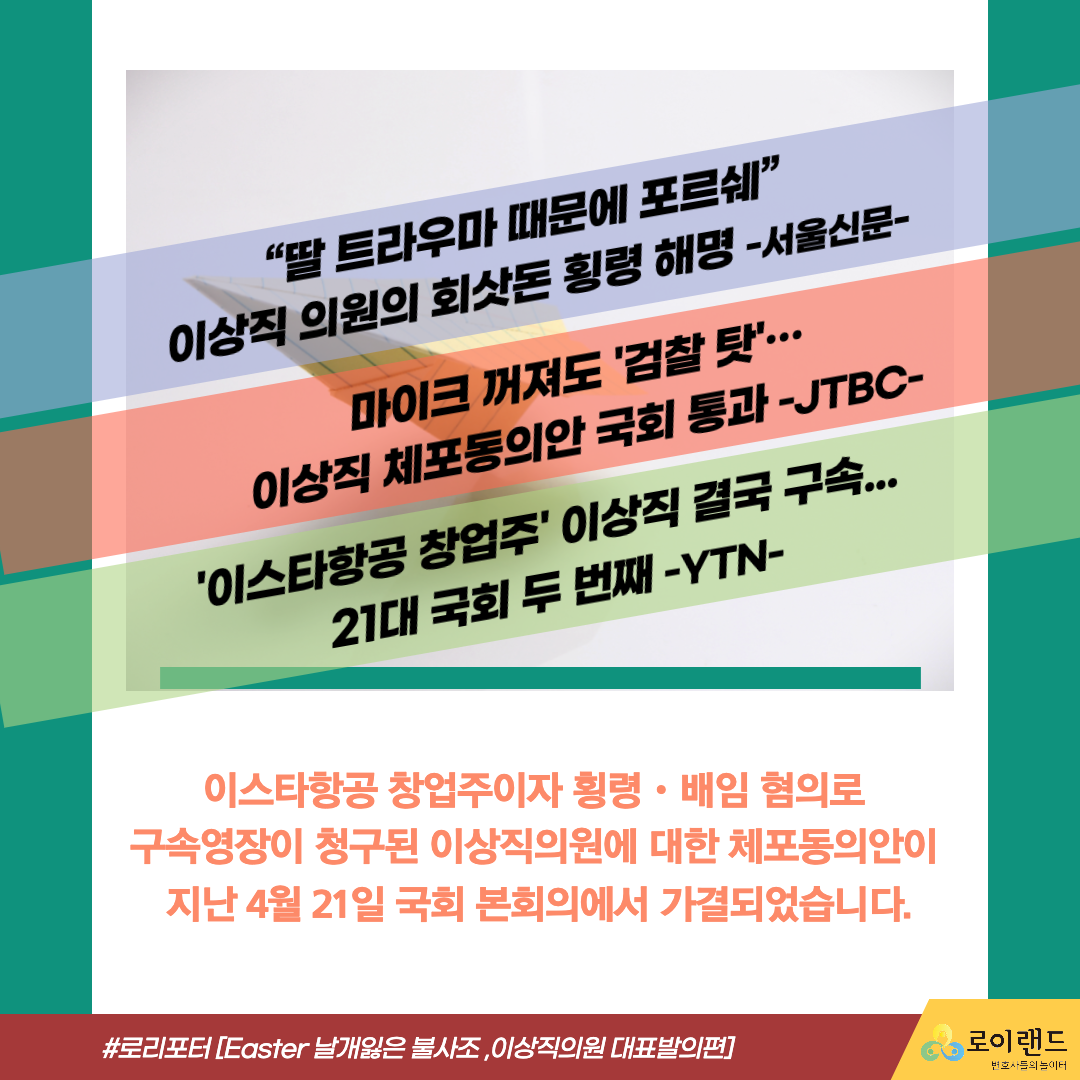 “딸 트라우마 때문에 포르쉐”
이상직 의원의 회삿돈 횡령 해명 -서울신문-
마이크 꺼져도 '검찰 탓'…
이상직 체포동의안 국회 통과 -JTBC-
'이스타항공 창업주' 이상직 결국 구속...
21대 국회 두 번째 -YTN-
이스타항공 창업주이자 횡령・배임 혐의로
구속영장이 청구된 이상직의원에 대한 체포동의안이
지난 4월 21일 국회 본회의에서 가결되었습니다.
#로리포터 [Easter 날개잃은 불사조 ,이상직의원 대표발의편]
로이랜드
변호사들의 놀이터